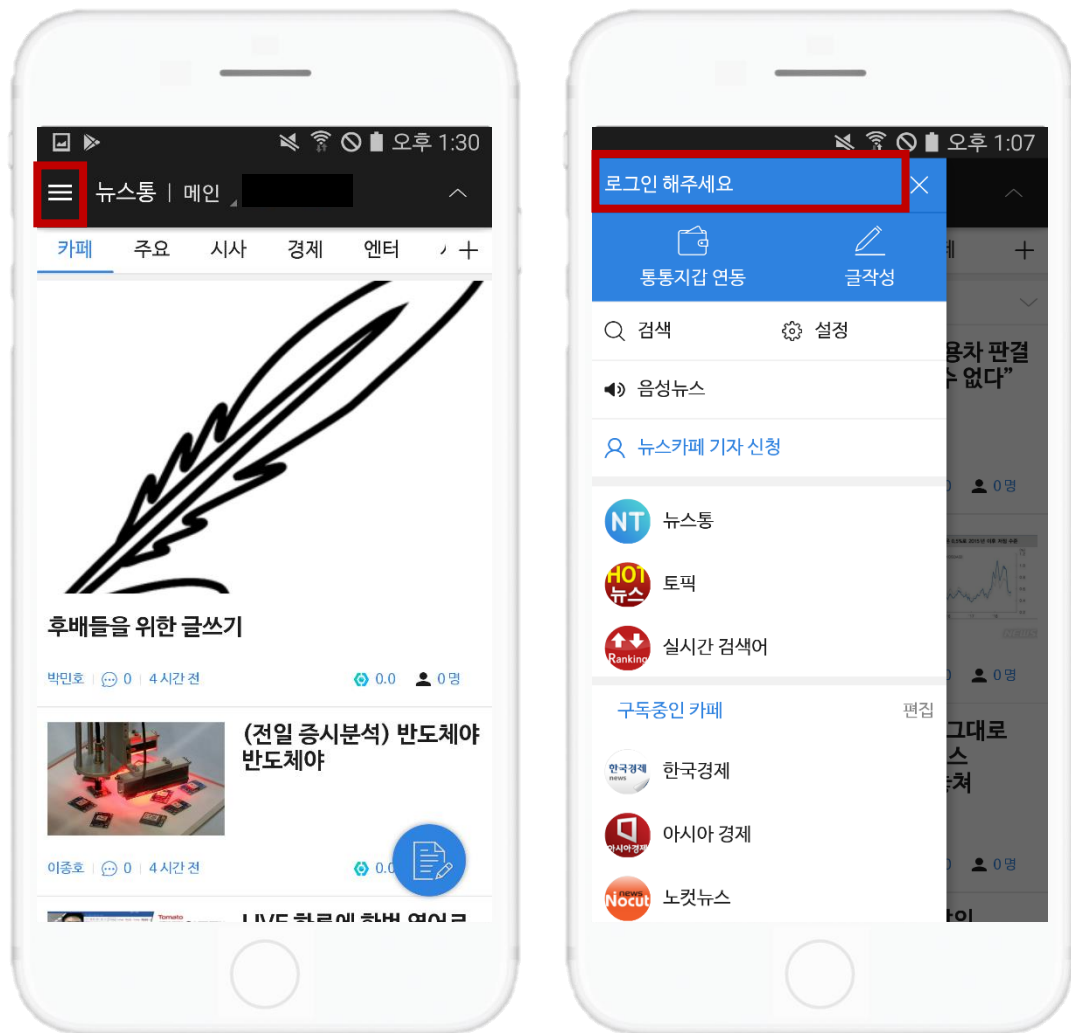 오후 1:30
뉴스통 | 메인
카페 주요 시사 경제 엔터
후배들을 위한 글쓰기
박민호 | 0 | 4시간 전 0.0 0명
(전일 증시분석) 반도체야
반도체야
이종호 | 0 | 4시간 전 0.0
Tomato
오후 1:07
로그인 해주세요
통통지갑 연동 글작성
검색 설정
음성뉴스
뉴스카페 기자 신청
NT 뉴스통
HOT
뉴스
토픽
Ranking 실시간 검색어
구독중인 카페 편집
한국경제
news
한국경제
아시아경제
아시아 경제
news
Nocut
노컷뉴스
용차 판결
수 없다”
0명
0명
그대로
스
0명